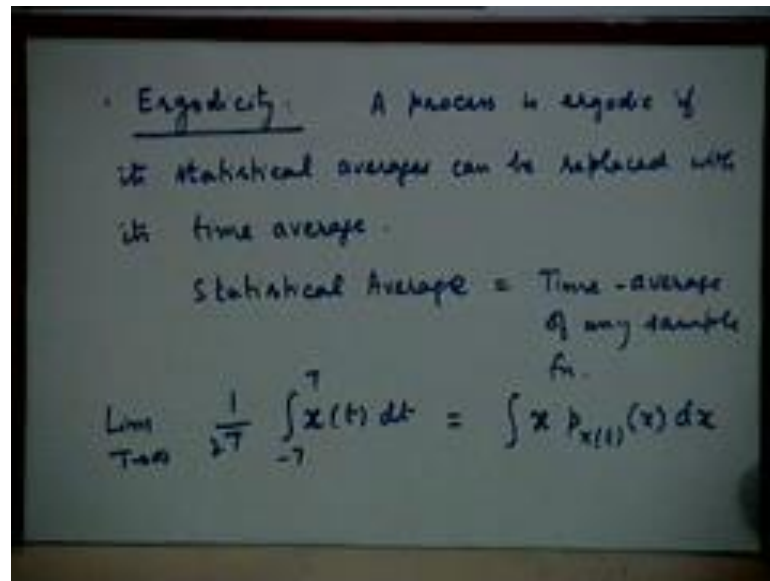 • Ergodicity. A process is ergodic if
its statistical averages can be replaced with
its time average.
Statistical Average = Time-average
of any sample
fn.
Lim T→∞ 1/2T ∫_{-T}^{T} x(t) dt = ∫ x p_{x(t)}(x) dx